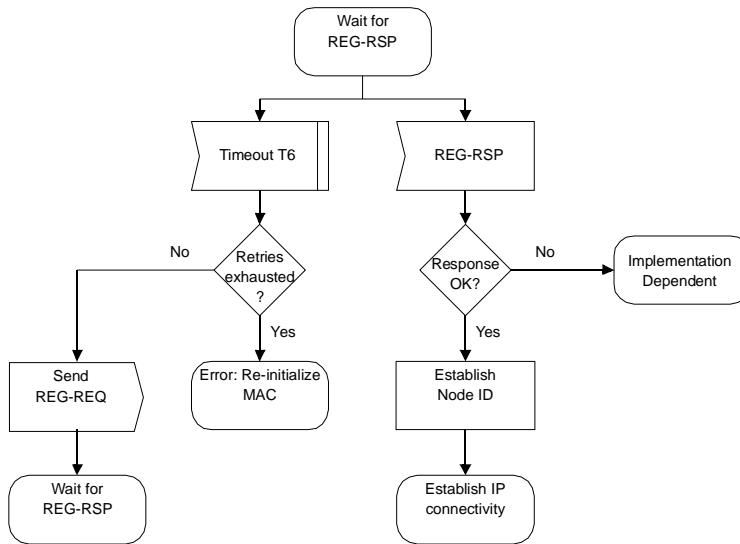 Wait for
REG-RSP
Timeout T6
REG-RSP
No
Retries
exhausted
?
Response
OK?
No
Implementation
Dependent
Yes
Yes
Send
REG-REQ
Error: Re-initialize
MAC
Establish
Node ID
Wait for
REG-RSP
Establish IP
connectivity